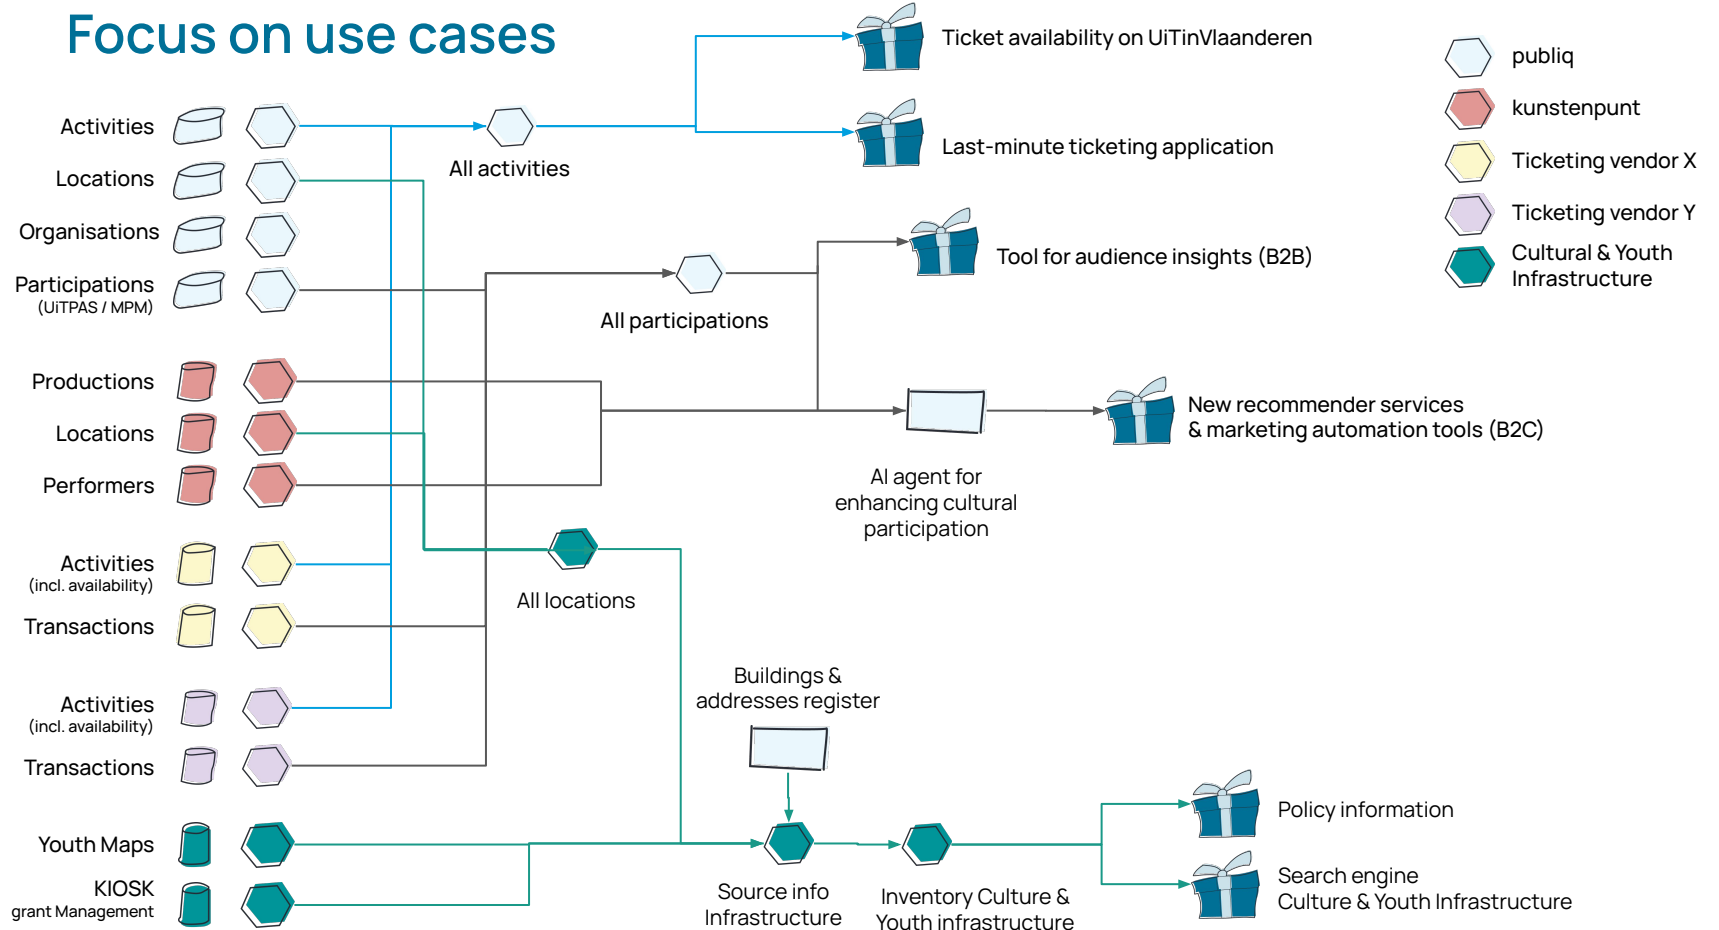 Focus on use cases
Activities
Locations
Organisations
Participations
(UiTPAS / MPM)
Productions
Locations
Performers
Activities
(incl. availability)
Transactions
Activities
(incl. availability)
Transactions
Youth Maps
KIOSK
grant Management
All activities
All participations
All locations
Buildings &
addresses register
Source info
Infrastructure
Inventory Culture &
Youth infrastructure
AI agent for
enhancing cultural
participation
Ticket availability on UiTinVlaanderen
Last-minute ticketing application
Tool for audience insights (B2B)
New recommender services
& marketing automation tools (B2C)
Policy information
Search engine
Culture & Youth Infrastructure
publiq
kunstenpunt
Ticketing vendor X
Ticketing vendor Y
Cultural & Youth
Infrastructure